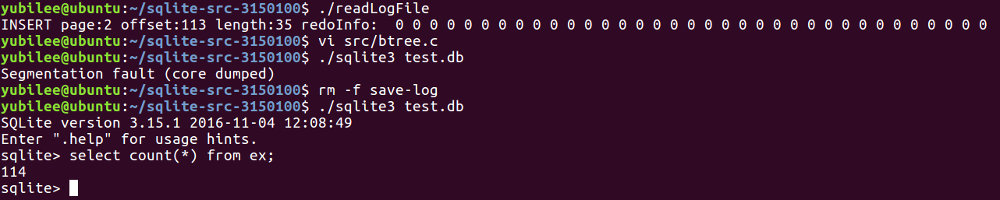 yubilee@ubuntu:~/sqlite-src-3150100$ ./readLogFile
INSERT page:2 offset:113 length:35 redoInfo:  0 0 0 0 0 0 0 0 0 0 0 0 0 0 0 0 0 0 0 0 0 0 0 0 0 0 0 0 0 0 0 0 0 0 0
yubilee@ubuntu:~/sqlite-src-3150100$ vi src/btree.c
yubilee@ubuntu:~/sqlite-src-3150100$ ./sqlite3 test.db
Segmentation fault (core dumped)
yubilee@ubuntu:~/sqlite-src-3150100$ rm -f save-log
yubilee@ubuntu:~/sqlite-src-3150100$ ./sqlite3 test.db
SQLite version 3.15.1 2016-11-04 12:08:49
Enter ".help" for usage hints.
sqlite> select count(*) from ex;
114
sqlite>